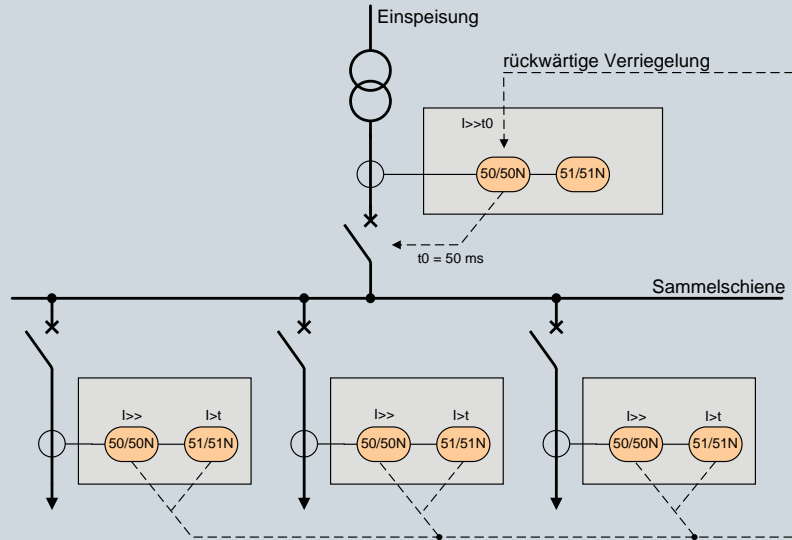 Einspeisung
rückwärtige Verriegelung
I>>t0
50/50N
51/51N
t0 = 50 ms
Sammelschiene
I>>
I>t
50/50N
51/51N
I>>
I>t
50/50N
51/51N
I>>
I>t
50/50N
51/51N